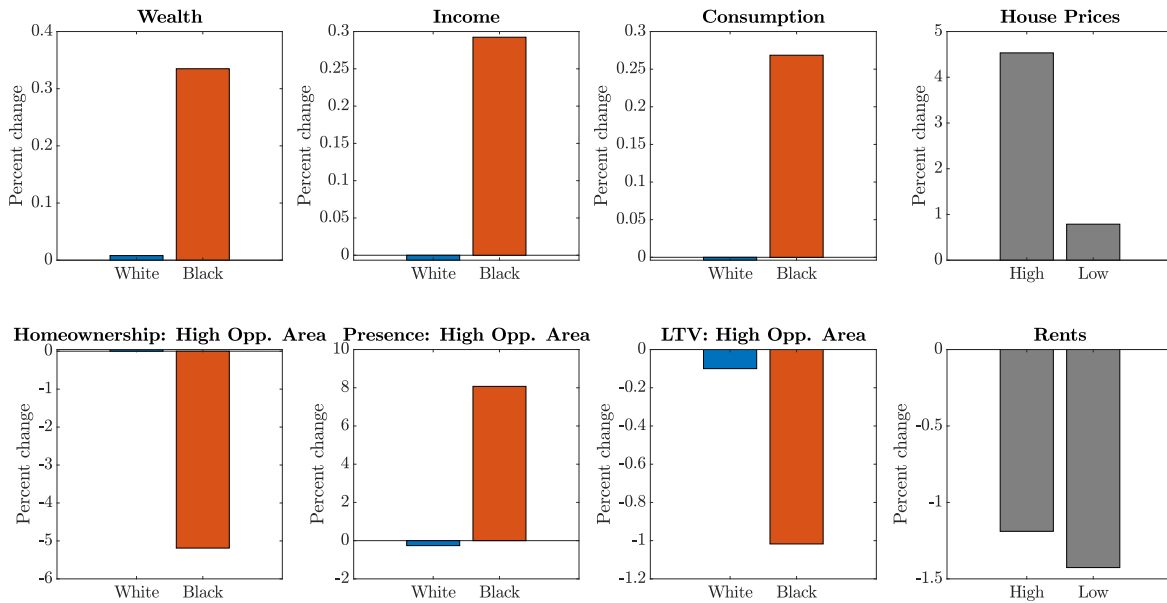 Wealth
Percent change
0.4
0.3
0.2
0.1
0
White Black
Income
Percent change
0.3
0.25
0.2
0.15
0.1
0.05
0
White Black
Consumption
Percent change
0.3
0.25
0.2
0.15
0.1
0.05
0
White Black
House Prices
Percent change
5
4
3
2
1
0
High Low
Homeownership: High Opp. Area
Percent change
0
-1
-2
-3
-4
-5
-6
White Black
Presence: High Opp. Area
Percent change
10
8
6
4
2
0
-2
White Black
LTV: High Opp. Area
Percent change
0
-0.2
-0.4
-0.6
-0.8
-1
-1.2
White Black
Rents
Percent change
0
-0.5
-1
-1.5
High Low